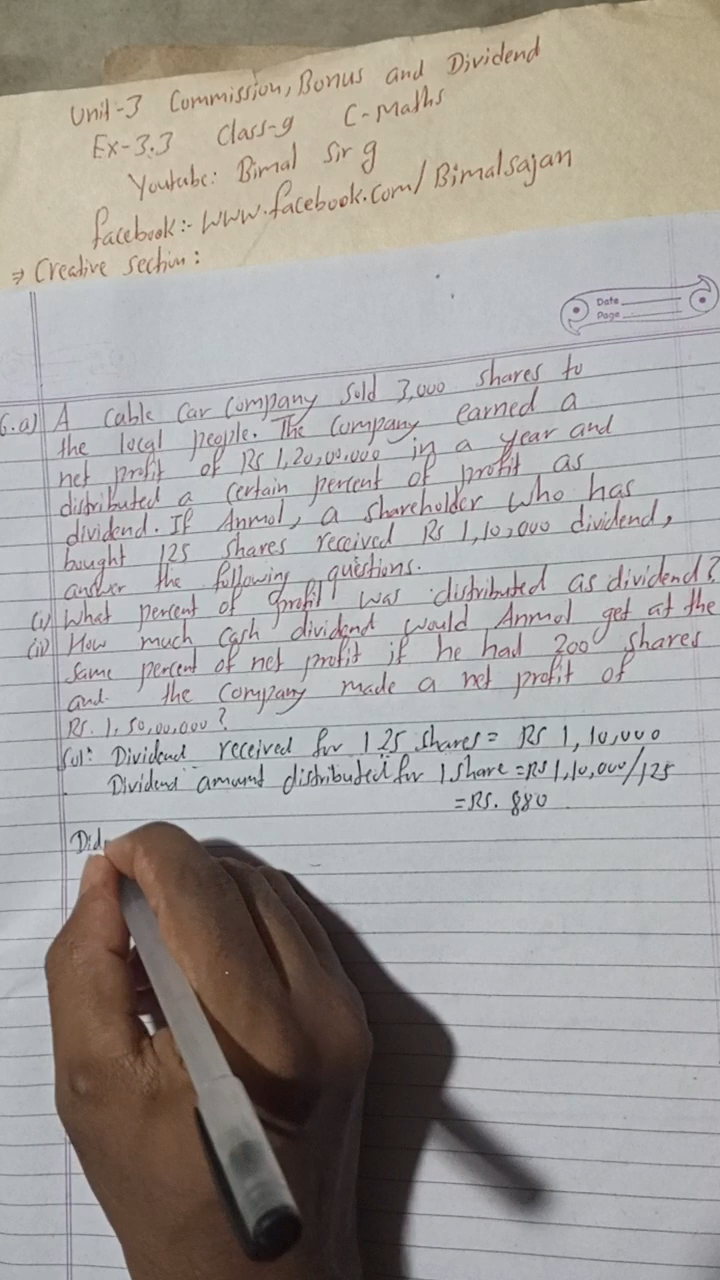 Unit-3 Commission, Bonus and Dividend
Ex-3.3 Class-9 C-Maths
Youtube: Bimal Sir g
facebook:- www.facebook.com/Bimalsajan
⇒ Creative section:
Date
Page
6.a) A Cable Car Company Sold 3,000 shares to
the local people. The Company earned a
net profit of RS 1,20,00,000 in a year and
distributed a certain percent of profit as
dividend. If Anmol, a shareholder who has
bought 125 shares received Rs 1,10,000 dividend,
answer the following questions.
(i) What percent of profit was distributed as dividend?
(ii) How much cash dividend would Anmol get at the
same percent of net profit if he had 200 shares
and the company made a net profit of
Rs. 1,50,00,000?
Sol: Dividend received for 125 shares = RS 1,10,000
Dividend amount distributed for 1 share = RS 1,10,000/125
= RS. 880
Did